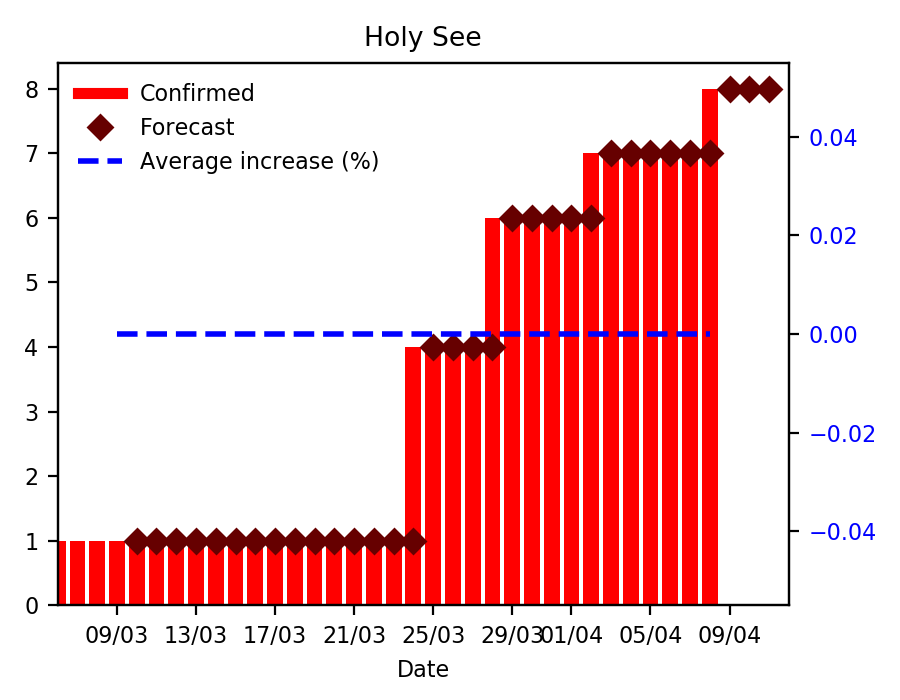 Holy See
Confirmed
Forecast
Average increase (%)
8
7
6
5
4
3
2
1
0
0.04
0.02
0.00
−0.02
−0.04
09/03 13/03 17/03 21/03 25/03 29/03 01/04 05/04 09/04
Date